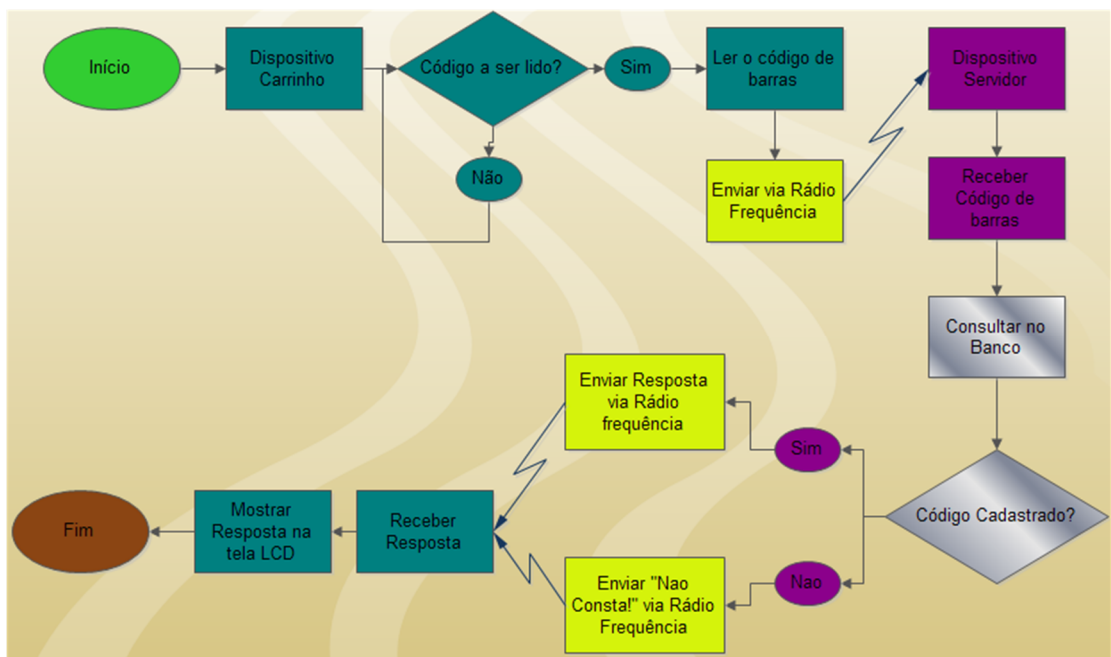 Início
Dispositivo
Carrinho
Código a ser lido?
Sim
Não
Ler o código de
barras
Enviar via Rádio
Frequência
Dispositivo
Servidor
Receber
Código de
barras
Consultar no
Banco
Código Cadastrado?
Sim
Enviar Resposta
via Rádio
frequência
Nao
Enviar "Nao
Consta!" via Rádio
Frequência
Receber
Resposta
Mostrar
Resposta na
tela LCD
Fim